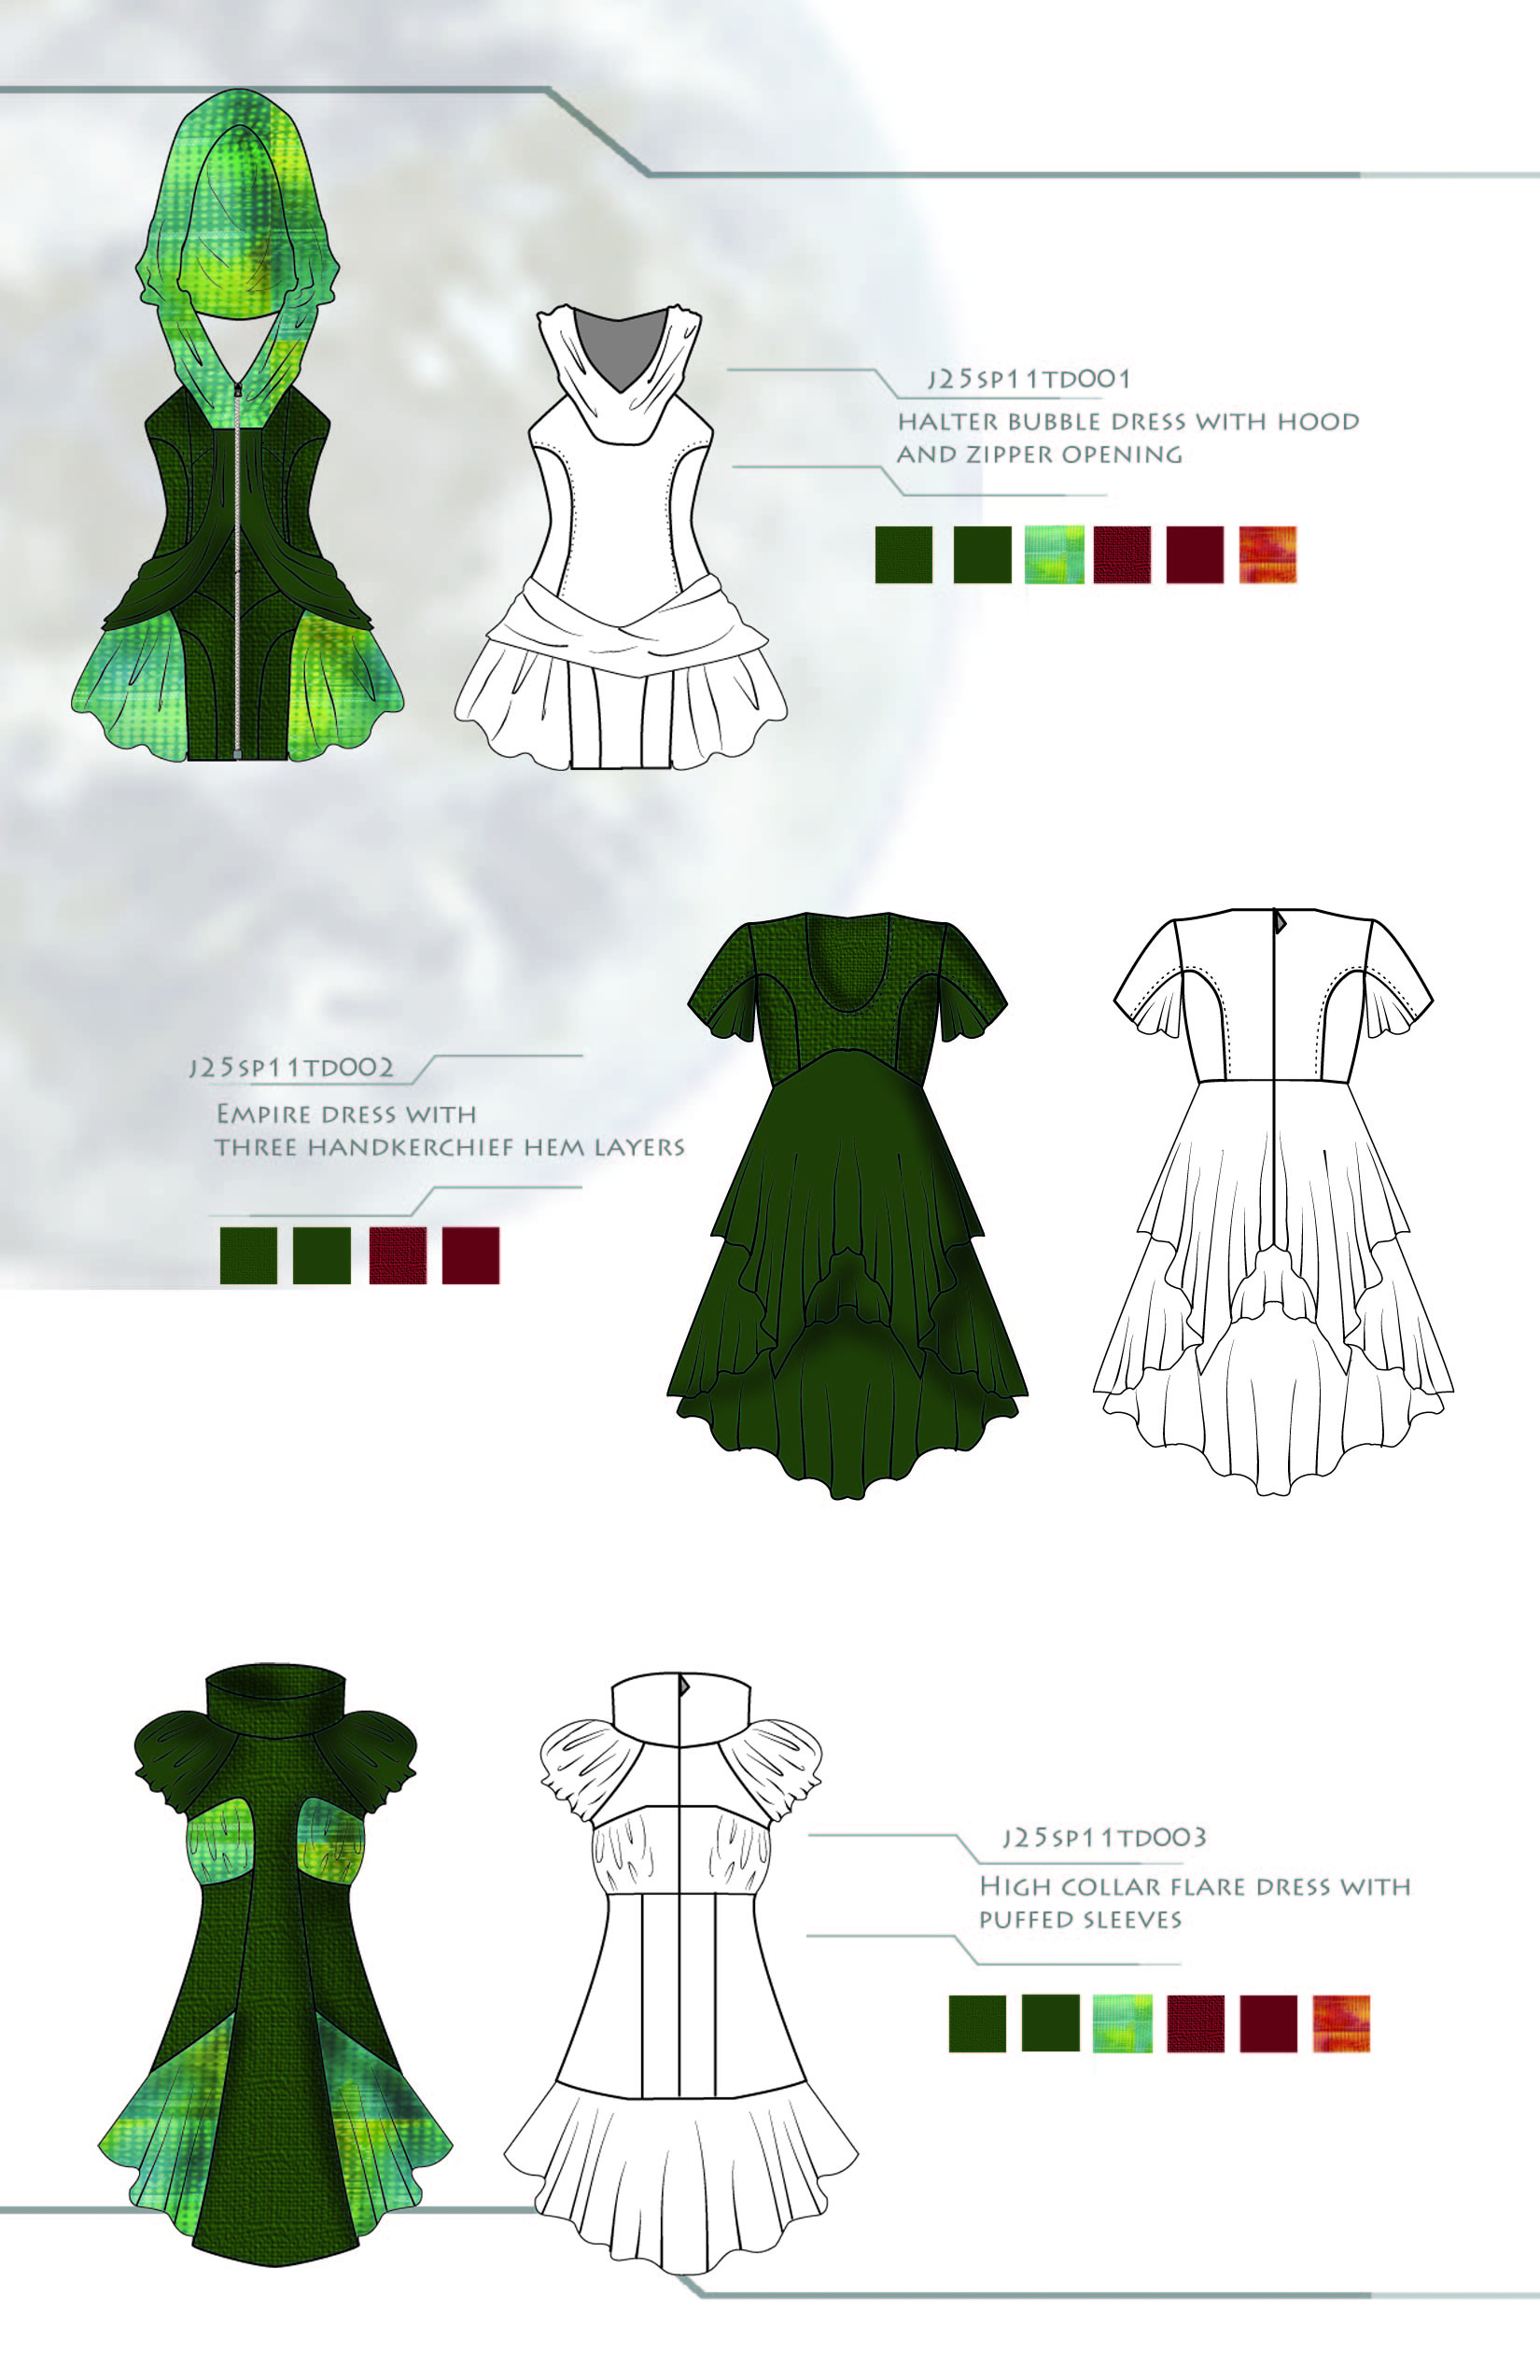 J25SP11TD001
HALTER BUBBLE DRESS WITH HOOD
AND ZIPPER OPENING
J25SP11TD002
EMPIRE DRESS WITH
THREE HANDKERCHIEF HEM LAYERS
J25SP11TD003
HIGH COLLAR FLARE DRESS WITH
PUFFED SLEEVES